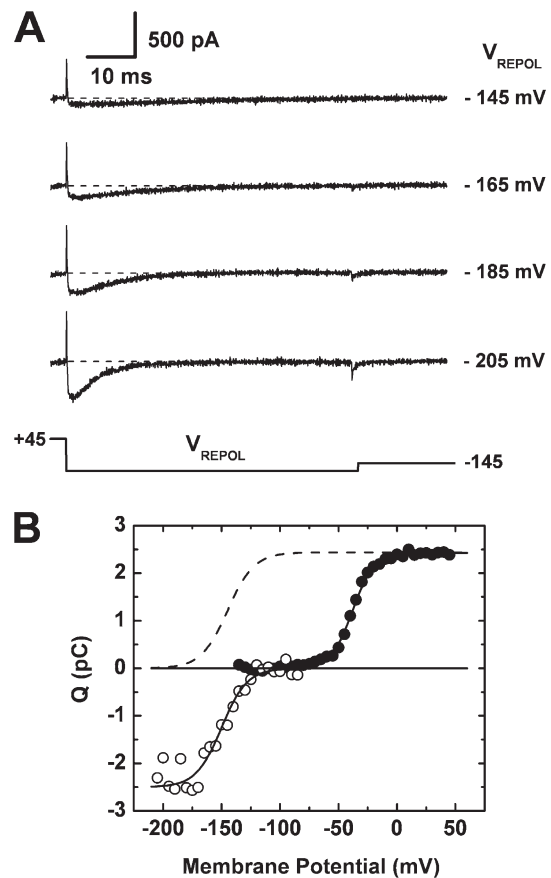 A
500 pA
10 ms
V_REPOL
- 145 mV
- 165 mV
- 185 mV
- 205 mV
+45
V_REPOL
-145
B
3
2
1
0
-1
-2
-3
Q (pC)
-200 -150 -100 -50 0 50
Membrane Potential (mV)